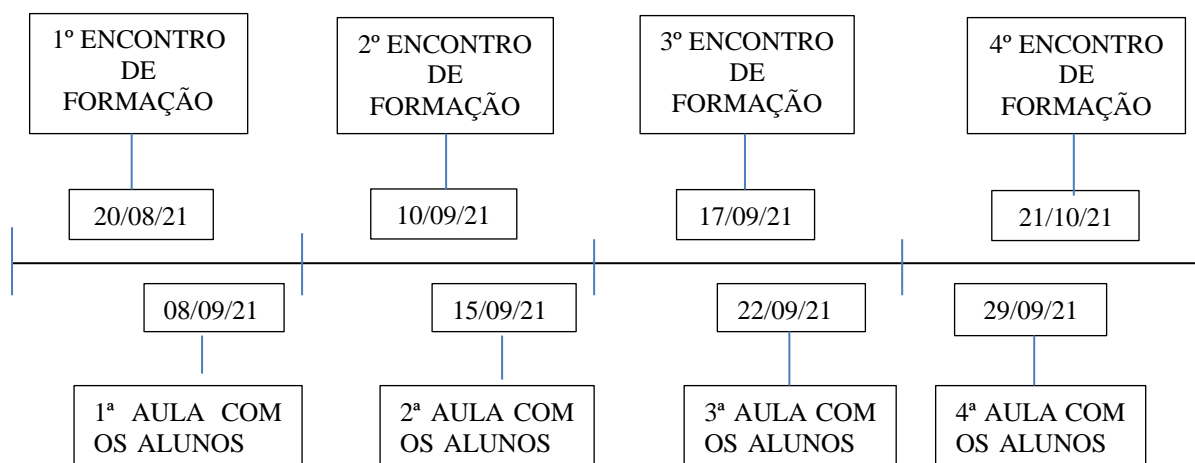 1º ENCONTRO
DE
FORMAÇÃO
2º ENCONTRO
DE
FORMAÇÃO
3º ENCONTRO
DE
FORMAÇÃO
4º ENCONTRO
DE
FORMAÇÃO
20/08/21
10/09/21
17/09/21
21/10/21
08/09/21
15/09/21
22/09/21
29/09/21
1ª AULA COM
OS ALUNOS
2ª AULA COM
OS ALUNOS
3ª AULA COM
OS ALUNOS
4ª AULA COM
OS ALUNOS